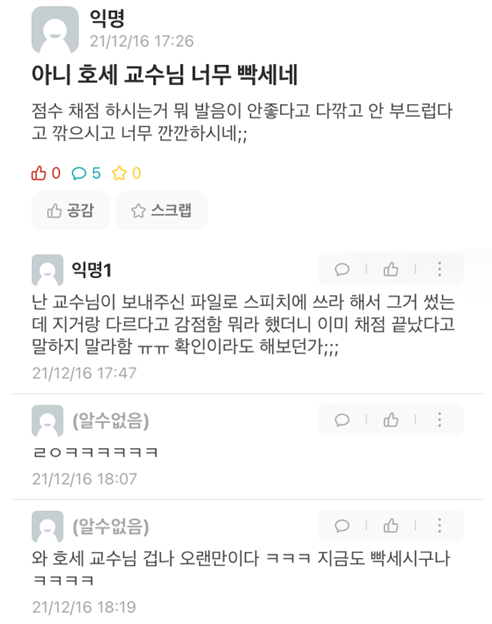 익명
21/12/16 17:26
아니 호세 교수님 너무 빡세네
점수 채점 하시는거 뭐 발음이 안좋다고 다깎고 안 부드럽다
고 깎으시고 너무 깐깐하시네;;
0 5 0
공감 스크랩
익명1
난 교수님이 보내주신 파일로 스피치에 쓰라 해서 그거 썼는
데 지거랑 다르다고 감점함 뭐라 했더니 이미 채점 끝났다고
말하지 말라함 ㅠㅠ 확인이라도 해보던가;;;
21/12/16 17:47
(알수없음)
ㄹㅇㅋㅋㅋㅋㅋㅋ
21/12/16 18:07
(알수없음)
와 호세 교수님 겁나 오랜만이다 ㅋㅋㅋ 지금도 빡세시구나
ㅋㅋㅋㅋ
21/12/16 18:19